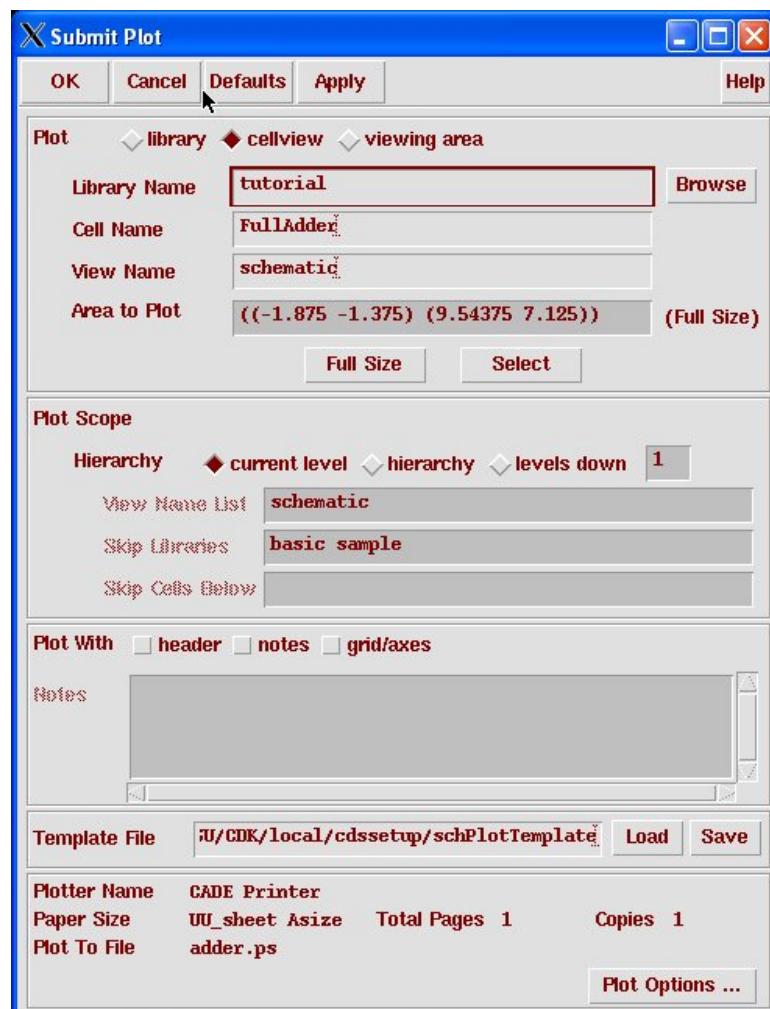 Submit Plot
OK Cancel Defaults Apply Help
Plot library cellview viewing area
Library Name tutorial Browse
Cell Name FullAdder
View Name schematic
Area to Plot ((-1.875 -1.375) (9.54375 7.125)) (Full Size)
Full Size Select
Plot Scope
Hierarchy current level hierarchy levels down 1
View Name List schematic
Skip Libraries basic sample
Skip Cells Below
Plot With header notes grid/axes
Notes
Template File U/CDK/local/cdssetup/schPlotTemplate Load Save
Plotter Name CADE Printer
Paper Size UU_sheet Asize Total Pages 1 Copies 1
Plot To File adder.ps
Plot Options ...